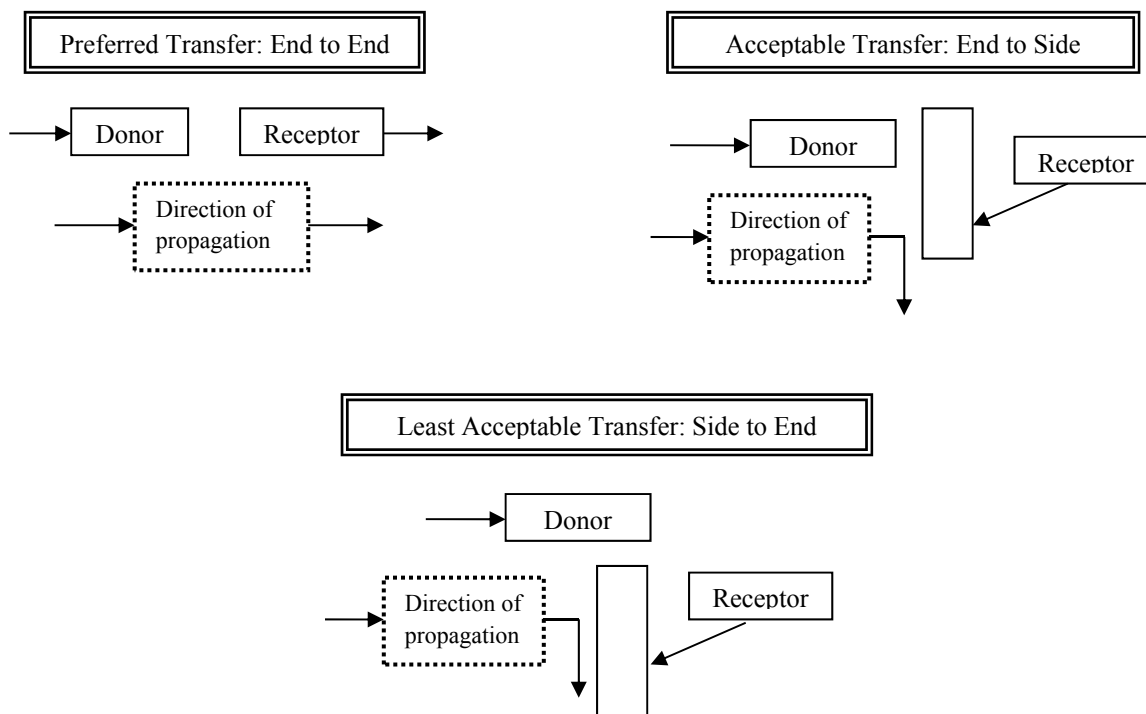 Preferred Transfer: End to End
Acceptable Transfer: End to Side
Donor
Receptor
Direction of
propagation
Donor
Receptor
Direction of
propagation
Least Acceptable Transfer: Side to End
Donor
Direction of
propagation
Receptor